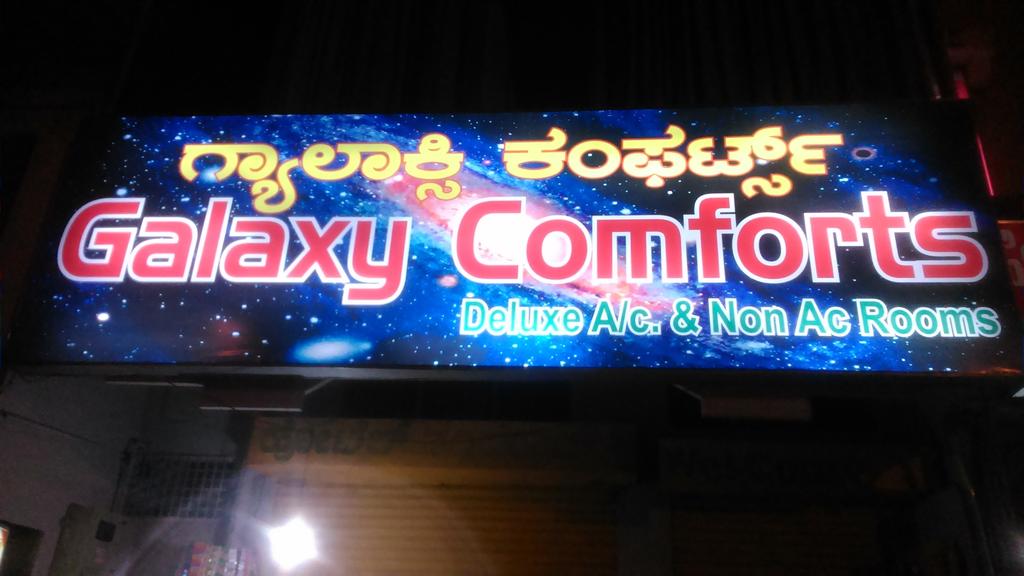 ಗ್ಯಾಲಾಕ್ಸಿ ಕಂಫರ್ಟ್ಸ್
Galaxy Comforts
Deluxe A/c. & Non Ac Rooms